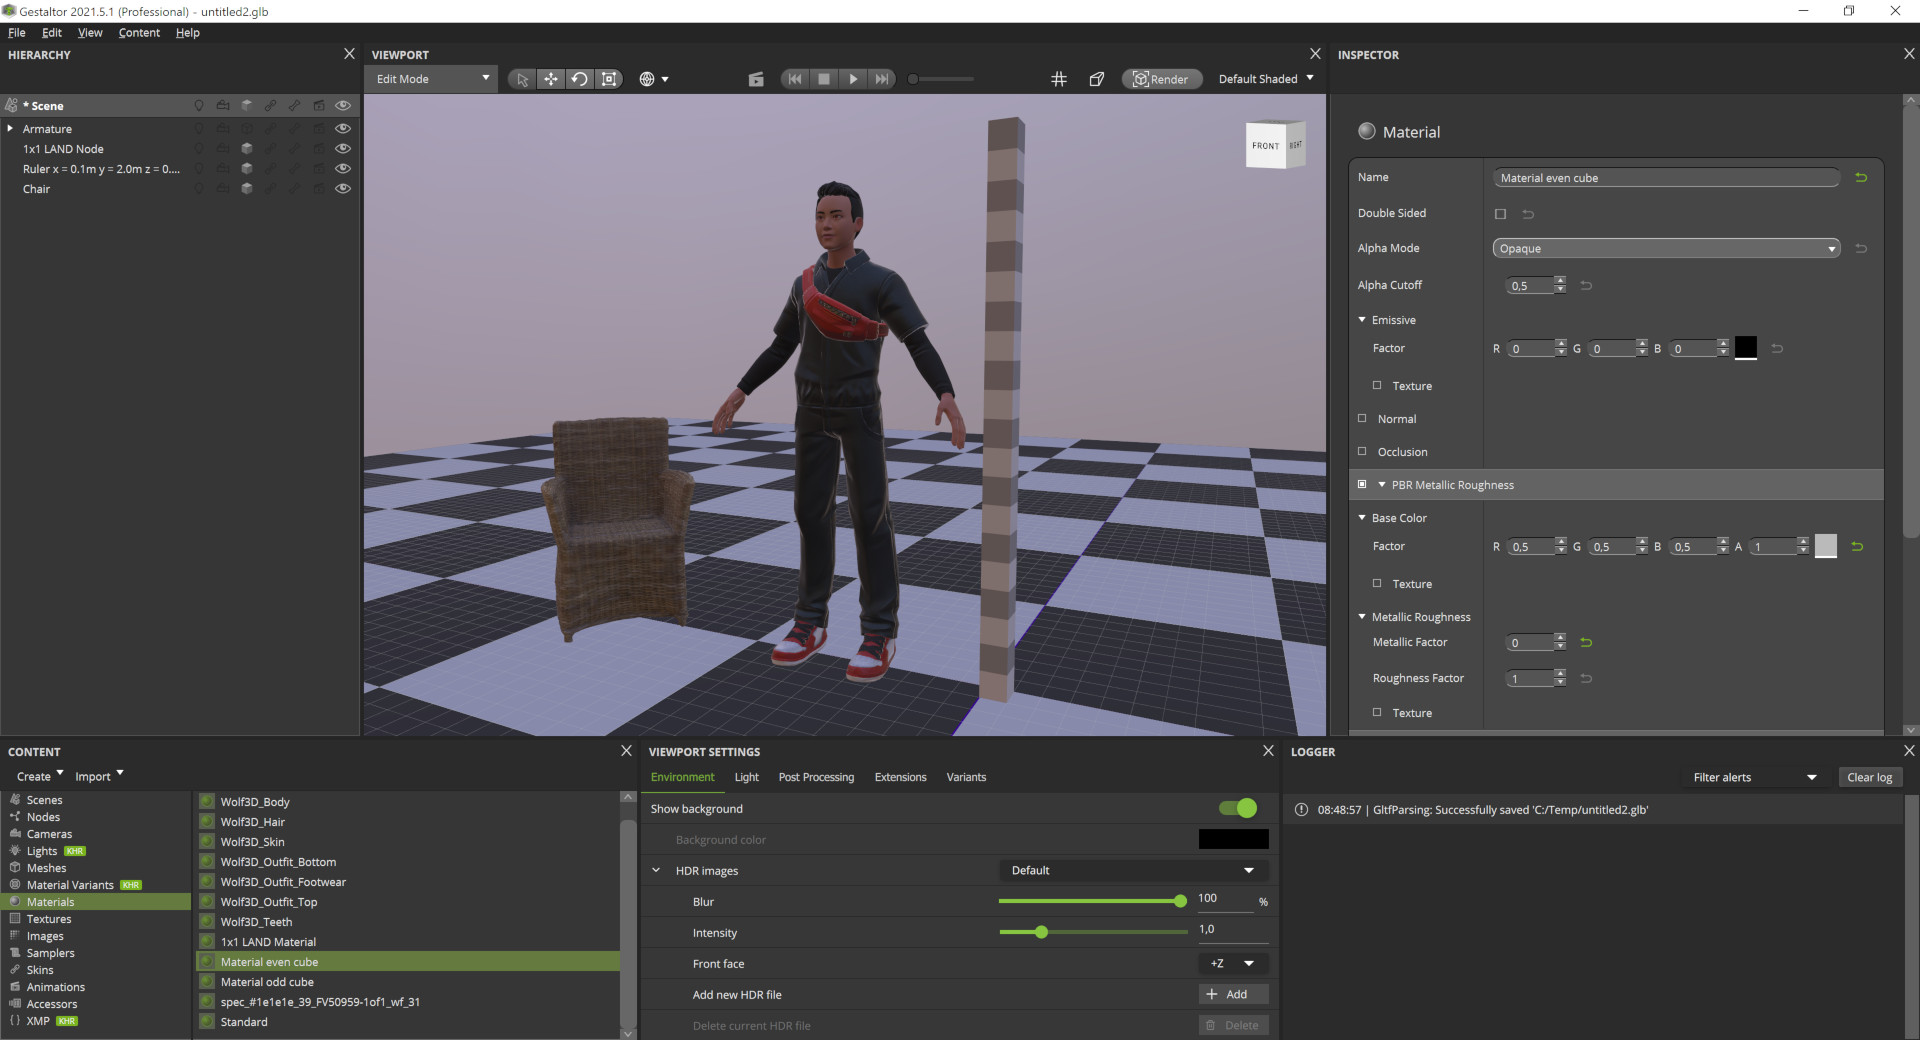 Gestaltor 2021.5.1 (Professional) - untitled2.glb
File Edit View Content Help
HIERARCHY
* Scene
Armature
1x1 LAND Node
Ruler x = 0.1m y = 2.0m z = 0....
Chair
VIEWPORT
Edit Mode
Render
Default Shaded
FRONT
RIGHT
INSPECTOR
Material
Name
Material even cube
Double Sided
Alpha Mode
Opaque
Alpha Cutoff
0,5
Emissive
Factor
R 0 G 0 B 0
Texture
Normal
Occlusion
PBR Metallic Roughness
Base Color
Factor
R 0,5 G 0,5 B 0,5 A 1
Texture
Metallic Roughness
Metallic Factor
0
Roughness Factor
1
Texture
CONTENT
Create Import
Scenes
Nodes
Cameras
Lights KHR
Meshes
Material Variants KHR
Materials
Textures
Images
Samplers
Skins
Animations
Accessors
XMP KHR
Wolf3D_Body
Wolf3D_Hair
Wolf3D_Skin
Wolf3D_Outfit_Bottom
Wolf3D_Outfit_Footwear
Wolf3D_Outfit_Top
Wolf3D_Teeth
1x1 LAND Material
Material even cube
Material odd cube
spec_#1e1e1e_39_FV50959-1of1_wf_31
Standard
VIEWPORT SETTINGS
Environment Light Post Processing Extensions Variants
Show background
Background color
HDR images
Default
Blur
100 %
Intensity
1,0
Front face
+Z
Add new HDR file
+ Add
Delete current HDR file
Delete
LOGGER
Filter alerts
Clear log
08:48:57 | GltfParsing: Successfully saved 'C:/Temp/untitled2.glb'